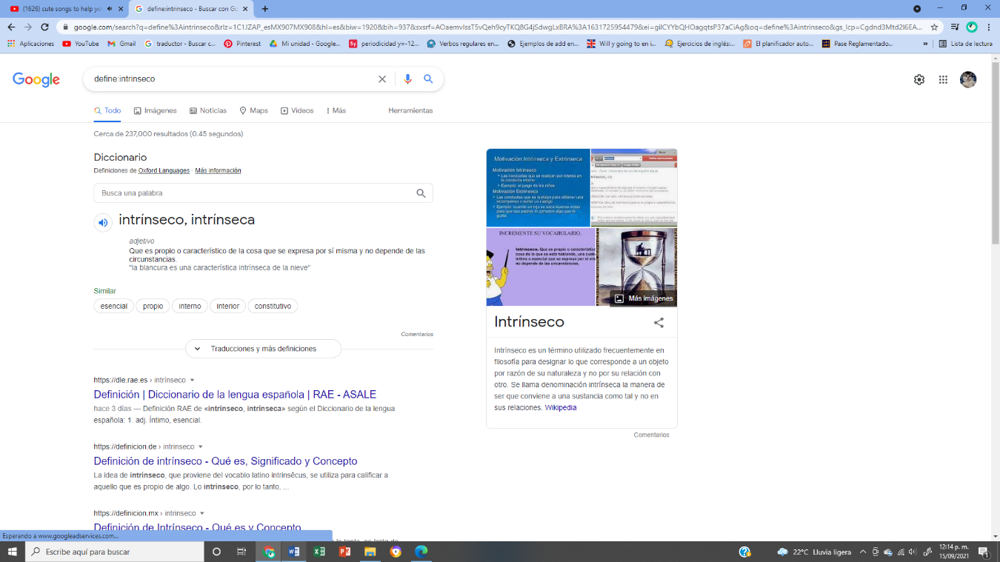 (1626) cute songs to help yo
define:intrinseco - Buscar con Go
google.com/search?q=define%3Aintrinseco&rlz=1C1JZAP_esMX907MX908&hl=es&biw=1920&bih=937&sxsrf=AOaemvIssT5vQeh9cyTKQ8G4jSdwgLxBRA%3A1631725954479&ei=
Aplicaciones
YouTube
Gmail
traductor - Buscar c...
Pinterest
Mi unidad - Google...
periodicidad y=-12...
Verbos regulares en...
Ejemplos de add en...
Will y going to en i...
Ejercicios de inglés:...
El planificador auto...
Pase Reglamentado...
»
Lista de lectura
Google
define:intrinseco
Todo
Imágenes
Noticias
Maps
Videos
Más
Herramientas
Cerca de 237,000 resultados (0.45 segundos)
Diccionario
Definiciones de Oxford Languages · Más información
Busca una palabra
intrínseco, intrínseca
adjetivo
Que es propio o característico de la cosa que se expresa por sí misma y no depende de las
circunstancias.
"la blancura es una característica intrínseca de la nieve"
Similar
esencial
propio
interno
interior
constitutivo
Comentarios
Traducciones y más definiciones
https://dle.rae.es › intrínseco
Definición | Diccionario de la lengua española | RAE - ASALE
hace 3 días — Definición RAE de «intrínseco, intrínseca» según el Diccionario de la lengua
española: 1. adj. Íntimo, esencial.
https://definicion.de › intrinseco
Definición de intrínseco - Qué es, Significado y Concepto
La idea de intrínseco, que proviene del vocablo latino intrinsĕcus, se utiliza para calificar a
aquello que es propio de algo. Lo intrínseco, por lo tanto, ...
https://definicion.mx › intrinseco
Definición de Intrínseco - Qué es y Concepto
Motivación Intrínseca y Extrínseca
Motivación Intrínseca
Las conductas que se realizan por interés en
la conducta misma
Ejemplo: el juego de los niños
Motivación Extrínseca
Las conductas que se realizan para obtener una
recompensa o evitar un castigo
Ejemplo: cuando un hijo se saca buenas notas
para que sus padres lo compren algo que le
gusta
INCREMENTE SU VOCABULARIO.
Intrínseco. Que es propio o característic
cosa de la que se está hablando, una cuali
íntima o esencial que se expresa por sí mis
no depende de las circunstancias.
Más imágenes
Intrínseco
Intrínseco es un término utilizado frecuentemente en
filosofía para designar lo que corresponde a un objeto
por razón de su naturaleza y no por su relación con
otro. Se llama denominación intrínseca la manera de
ser que conviene a una sustancia como tal y no en
sus relaciones. Wikipedia
Comentarios
Esperando a www.googleadservices.com...
Escribe aquí para buscar
22°C Lluvia ligera
12:14 p. m.
15/09/2021
1